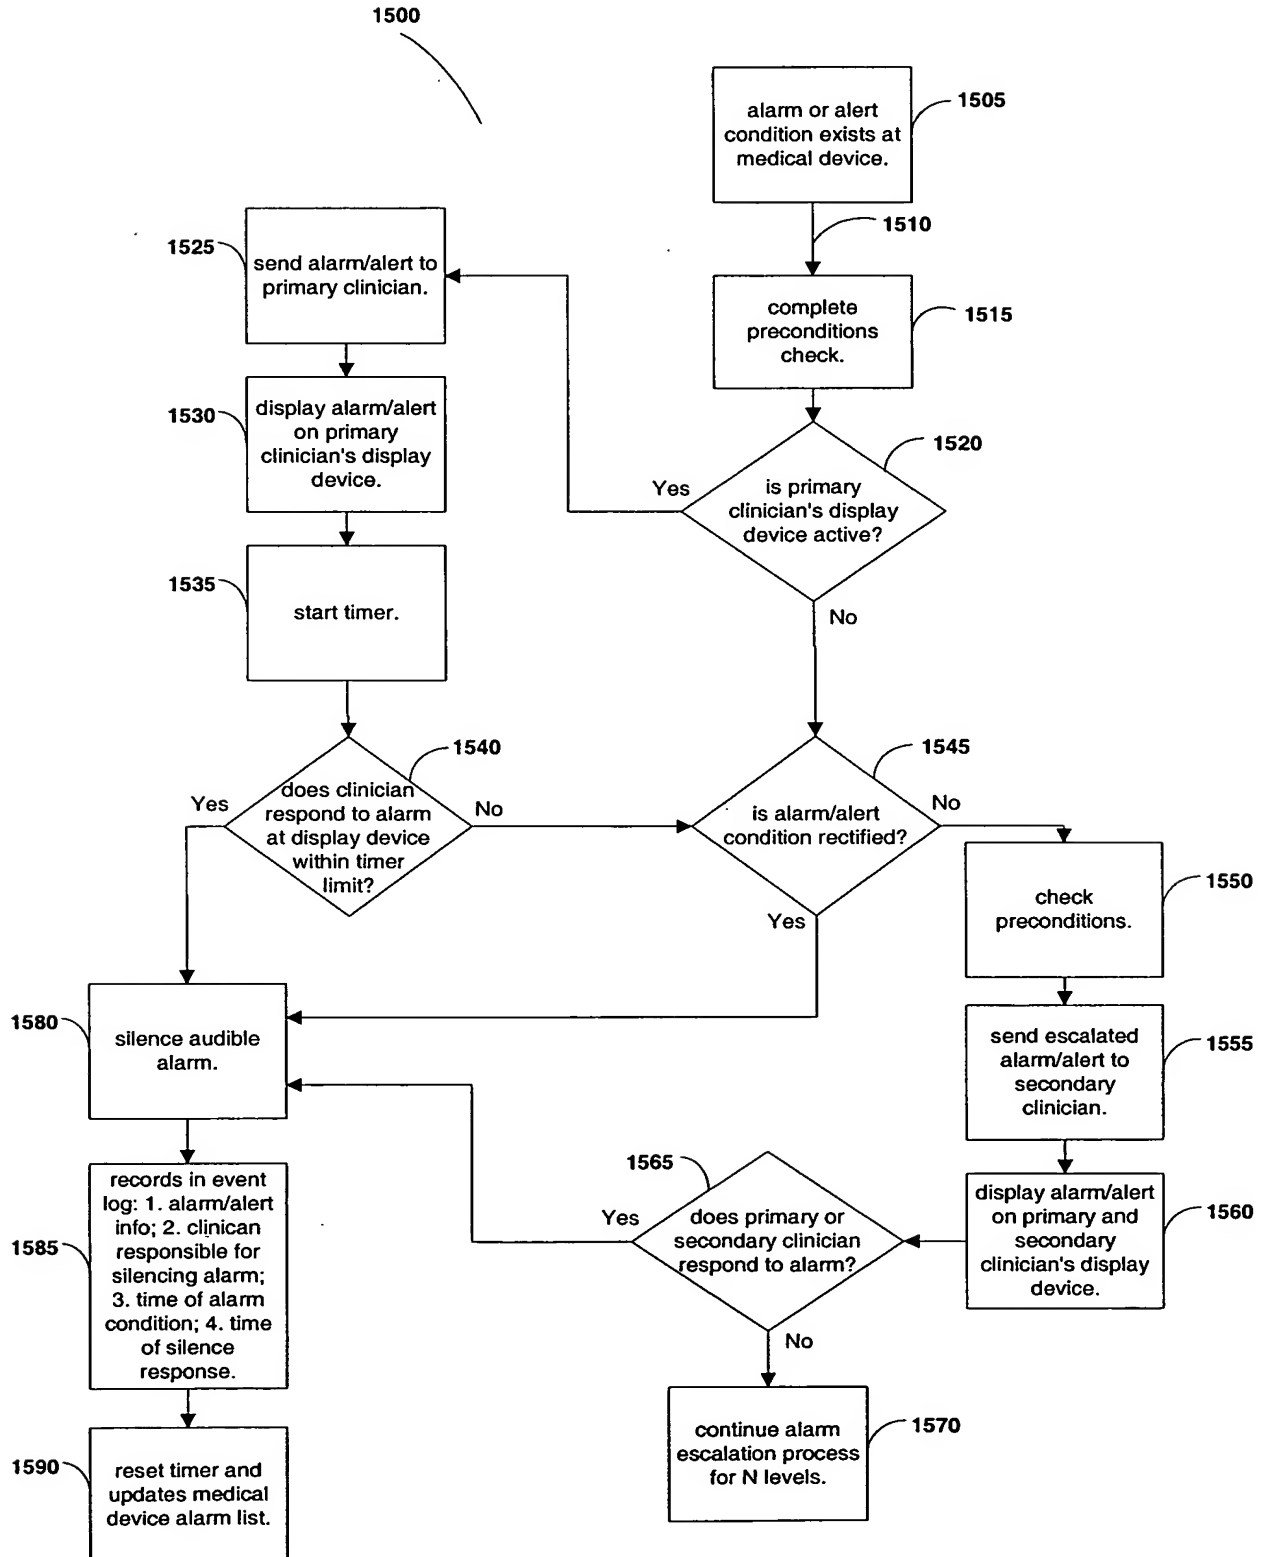 1500
alarm or alert
condition exists at
medical device.
1505
1510
1525
send alarm/alert to
primary clinician.
complete
preconditions
check.
1515
1530
display alarm/alert
on primary
clinician's display
device.
1520
Yes
is primary
clinician's display
device active?
No
1535
start timer.
1540
Yes
does clinician
respond to alarm
at display device
within timer
limit?
No
1545
is alarm/alert
condition rectified?
No
Yes
1550
check
preconditions.
1580
silence audible
alarm.
1555
send escalated
alarm/alert to
secondary
clinician.
1585
records in event
log: 1. alarm/alert
info; 2. clinican
responsible for
silencing alarm;
3. time of alarm
condition; 4. time
of silence
response.
1565
Yes
does primary or
secondary clinician
respond to alarm?
No
display alarm/alert
on primary and
secondary
clinician's display
device.
1560
1590
reset timer and
updates medical
device alarm list.
continue alarm
escalation process
for N levels.
1570